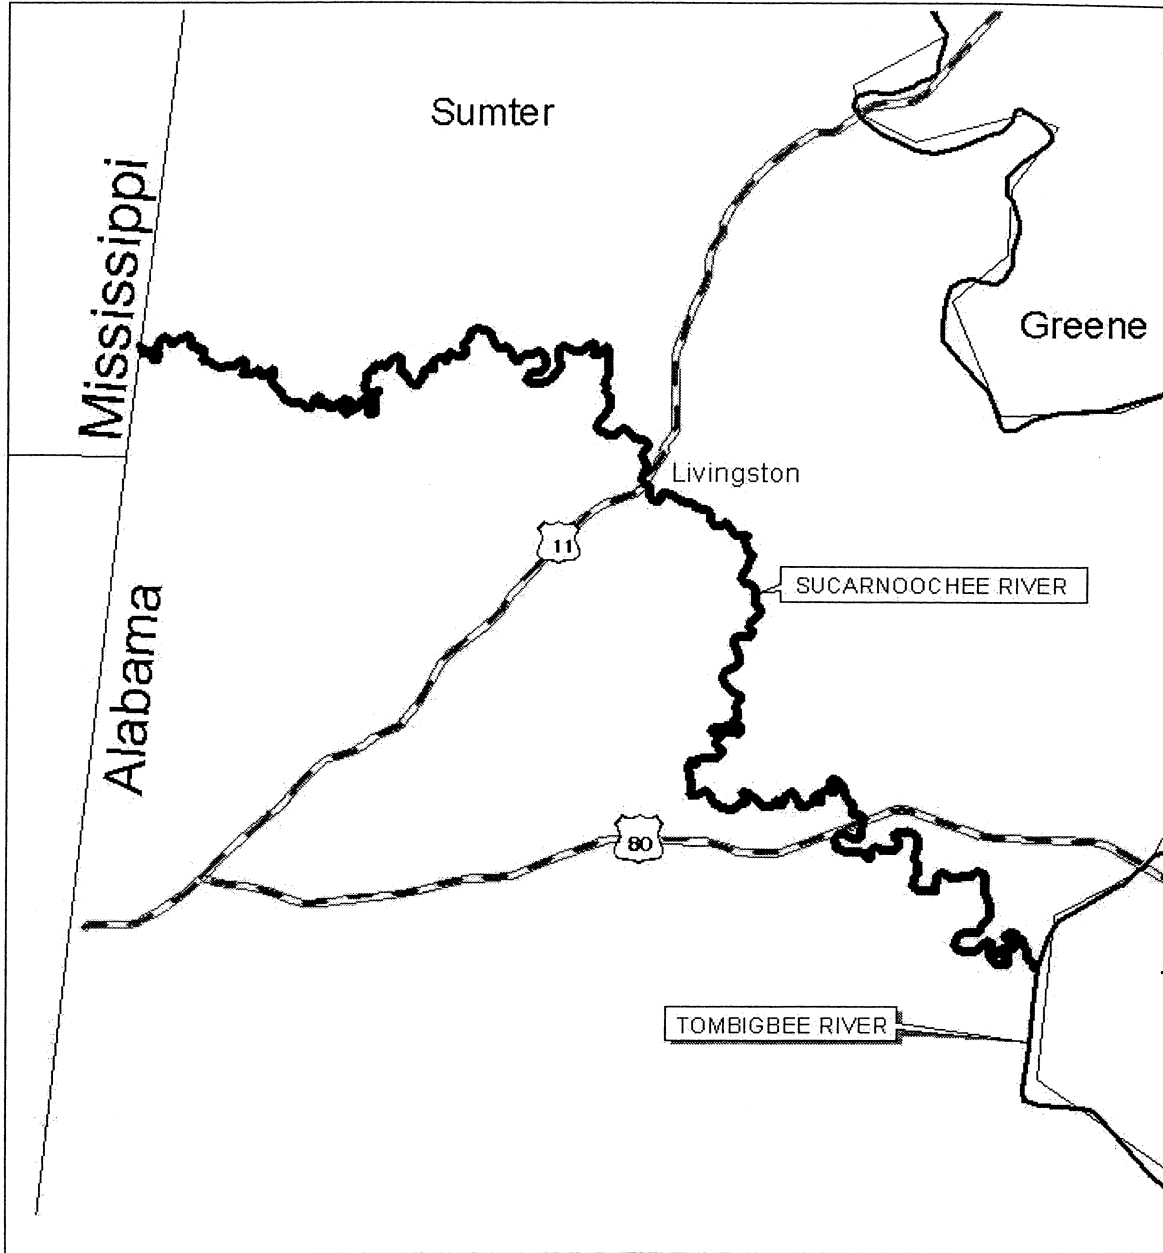 Sumter
Mississippi
Greene
Livingston
11
SUCARNOOCHEE RIVER
Alabama
80
TOMBIGBEE RIVER